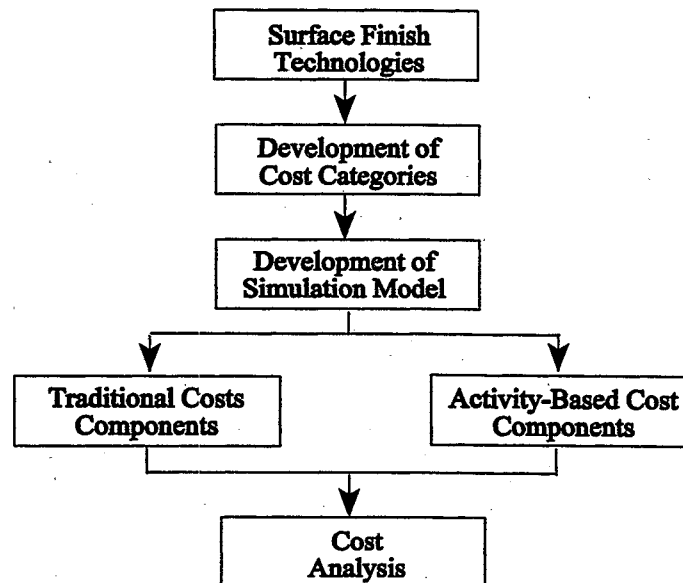 Surface Finish
Technologies
Development of
Cost Categories
Development of
Simulation Model
Traditional Costs
Components
Activity-Based Cost
Components
Cost
Analysis